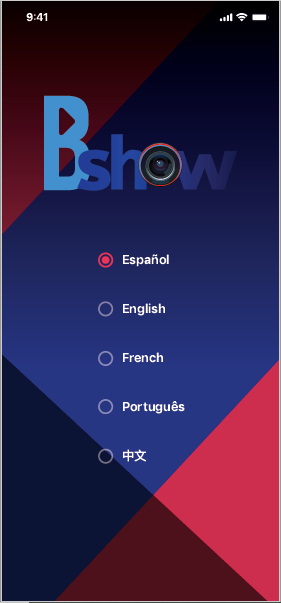 9:41
Bshow
Español
English
French
Português
中文